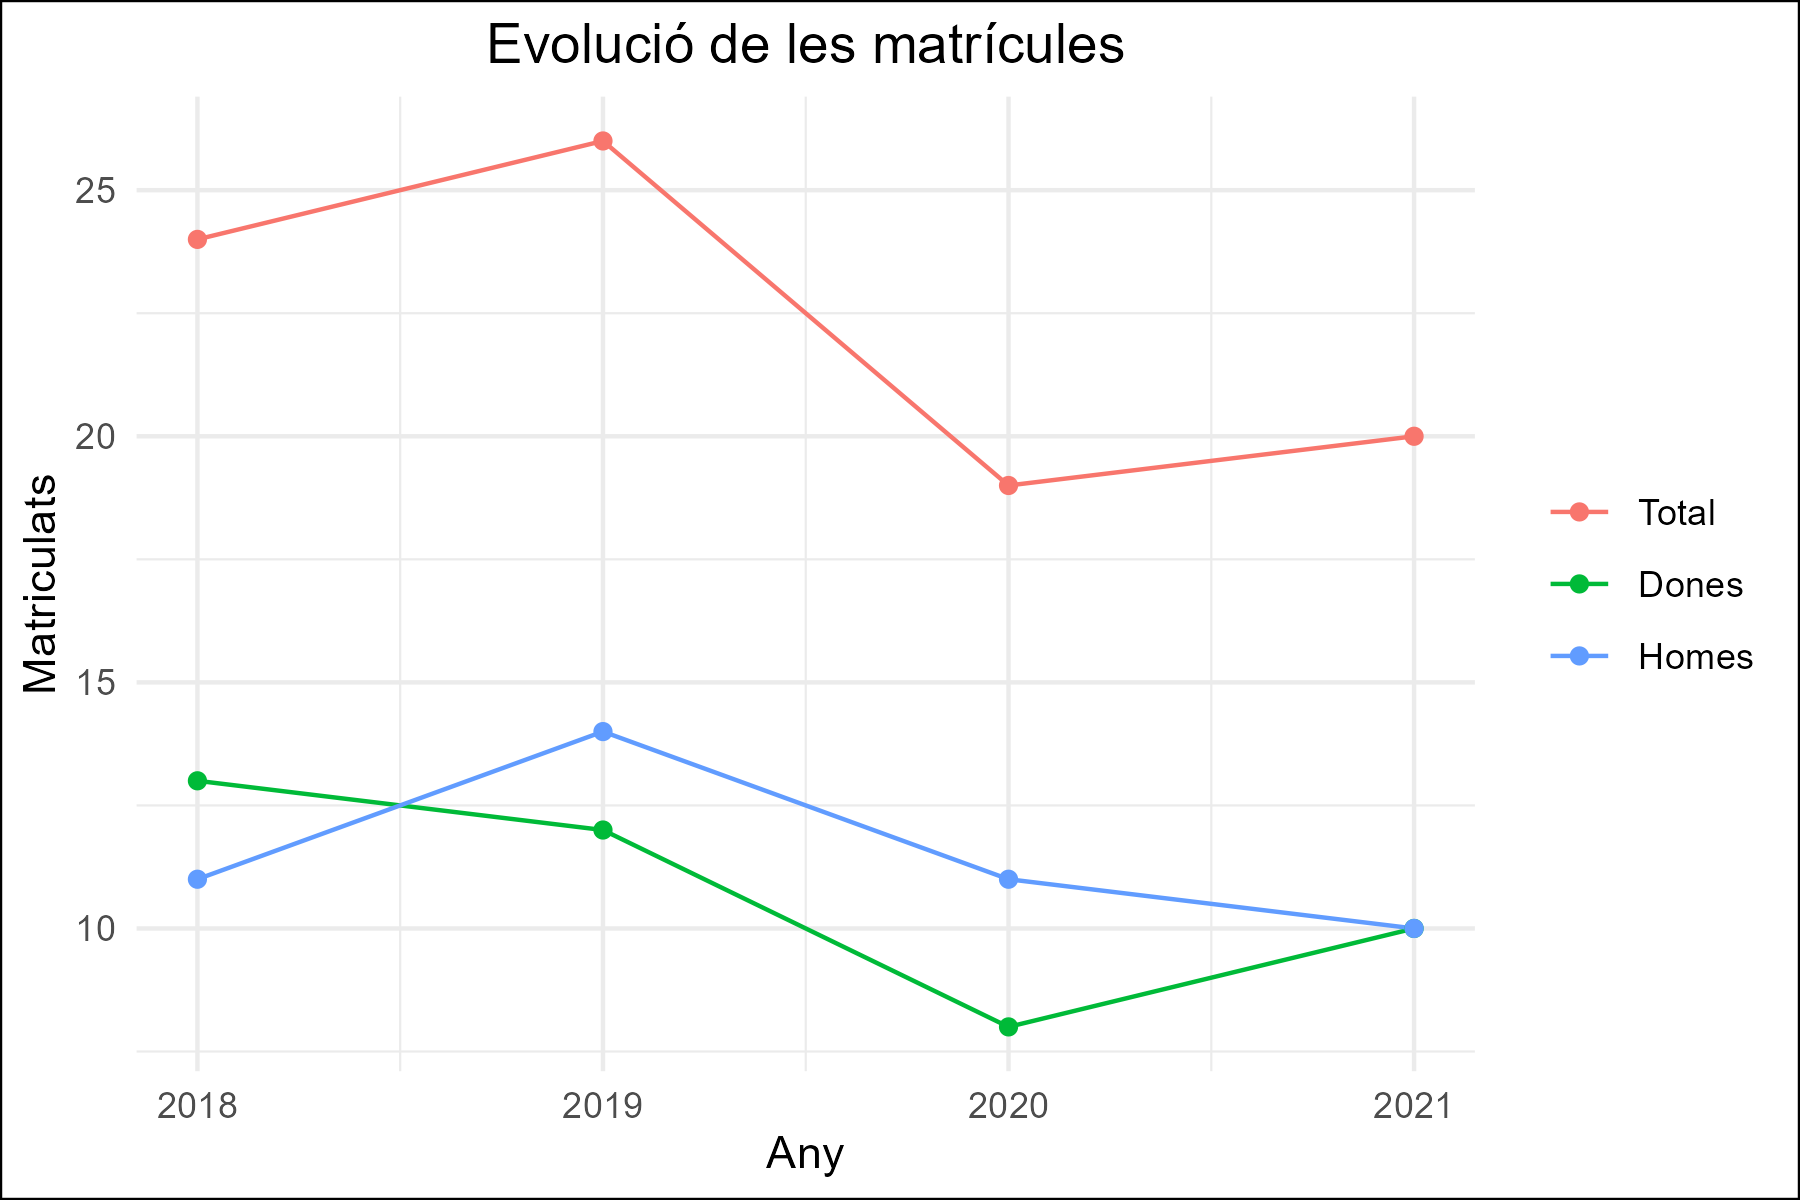 Evolució de les matrícules
Matriculats
25
20
15
10
2018
2019
2020
2021
Any
Total
Dones
Homes